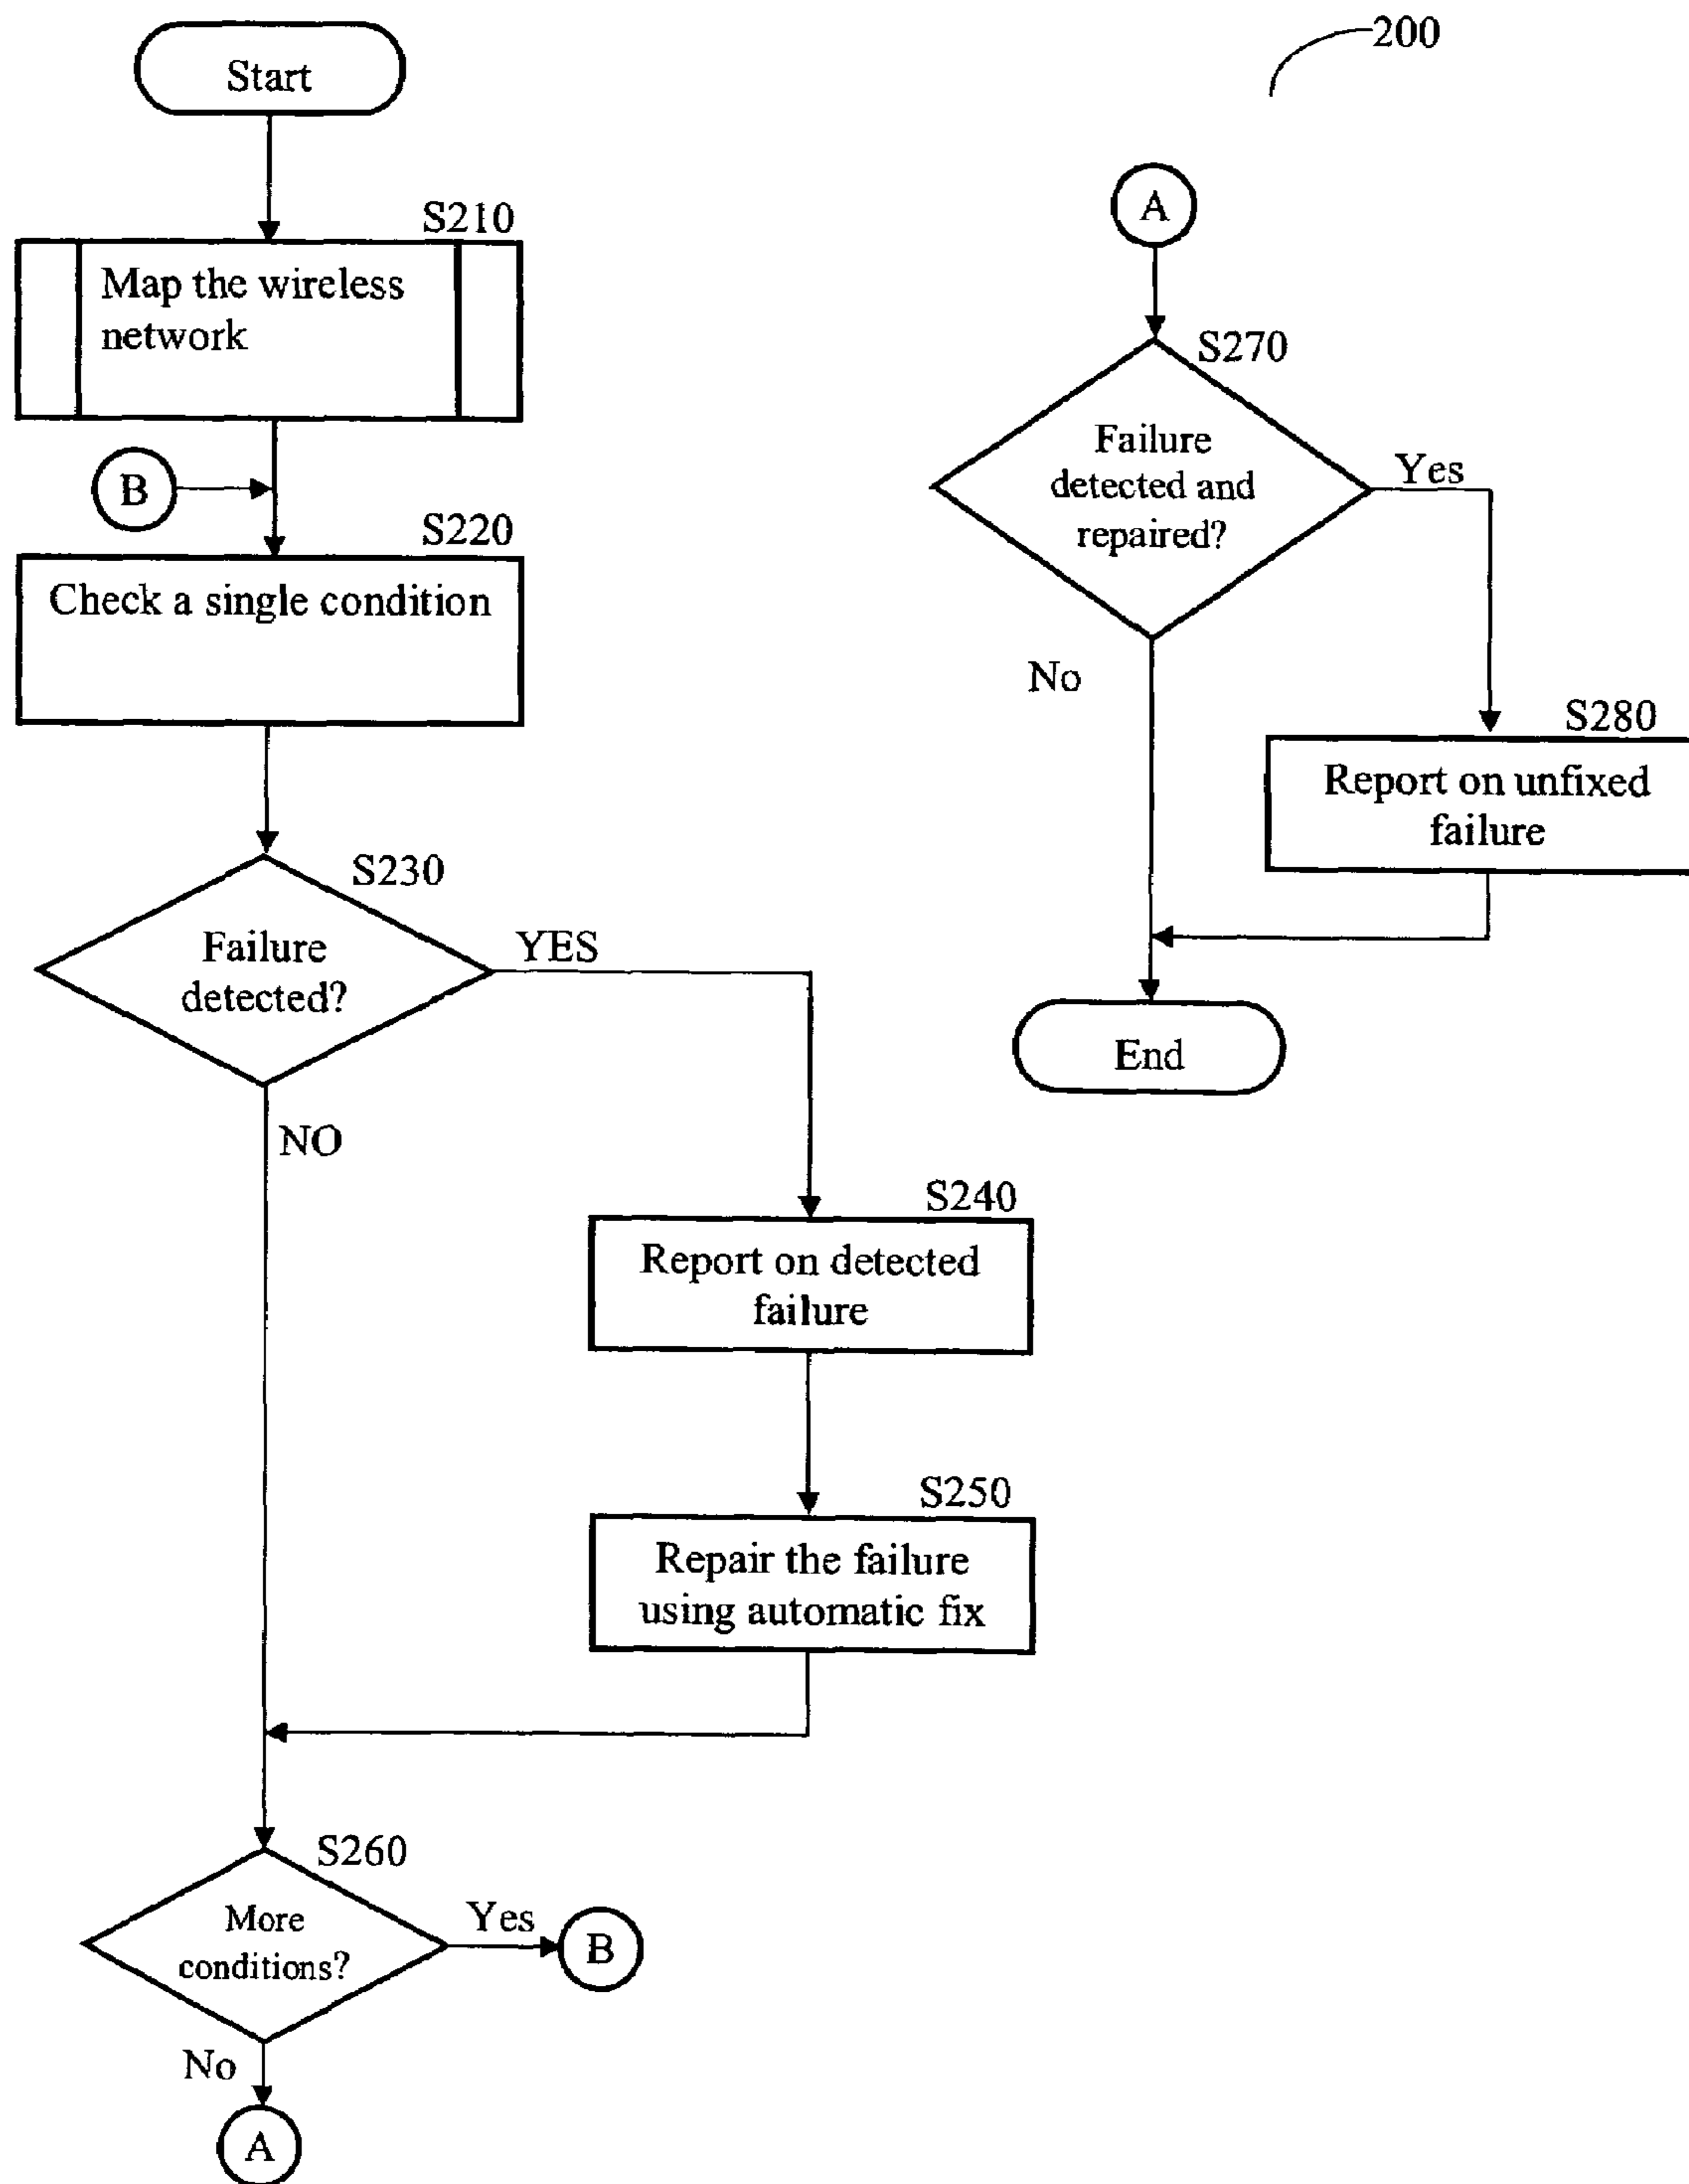 200
Start
S210
Map the wireless
network
B
S220
Check a single condition
S230
Failure
detected?
YES
NO
S240
Report on detected
failure
S250
Repair the failure
using automatic fix
S260
More
conditions?
Yes
B
No
A
A
S270
Failure
detected and
repaired?
Yes
No
S280
Report on unfixed
failure
End